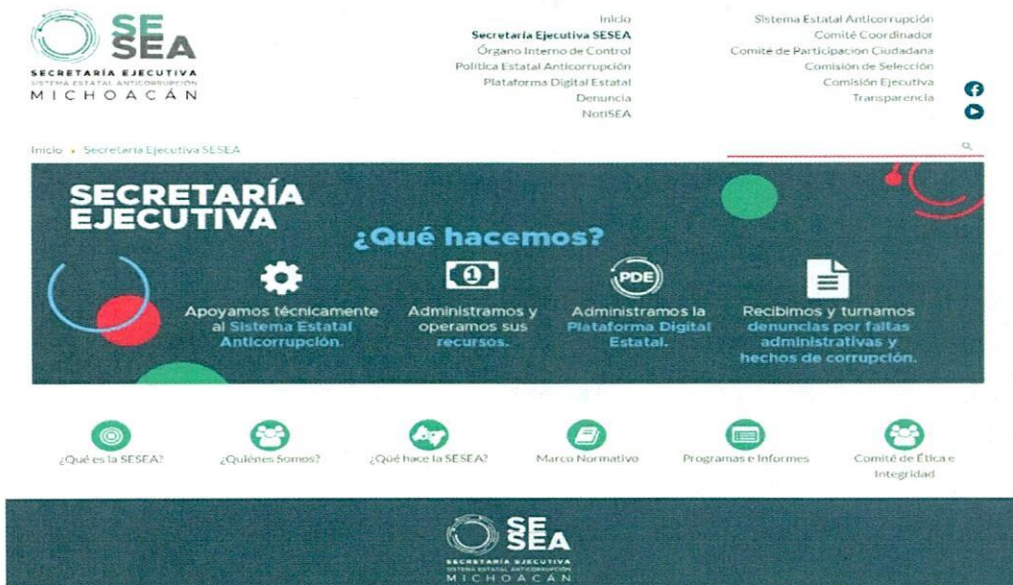 SE
SEA
SECRETARÍA EJECUTIVA
SISTEMA ESTATAL ANTICORRUPCIÓN
MICHOACÁN
Inicio
Secretaría Ejecutiva SESEA
Órgano Interno de Control
Política Estatal Anticorrupción
Plataforma Digital Estatal
Denuncia
NotiSEA
Sistema Estatal Anticorrupción
Comité Coordinador
Comité de Participación Ciudadana
Comisión de Selección
Comisión Ejecutiva
Transparencia
Inicio • Secretaría Ejecutiva SESEA
SECRETARÍA
EJECUTIVA
¿Qué hacemos?
Apoyamos técnicamente
al Sistema Estatal
Anticorrupción.
1
Administramos y
operamos sus
recursos.
PDE
Administramos la
Plataforma Digital
Estatal.
Recibimos y turnamos
denuncias por faltas
administrativas y
hechos de corrupción.
¿Qué es la SESEA?
¿Quiénes Somos?
¿Qué hace la SESEA?
Marco Normativo
Programas e Informes
Comité de Ética e
Integridad
SE
SEA
SECRETARÍA EJECUTIVA
SISTEMA ESTATAL ANTICORRUPCIÓN
MICHOACÁN